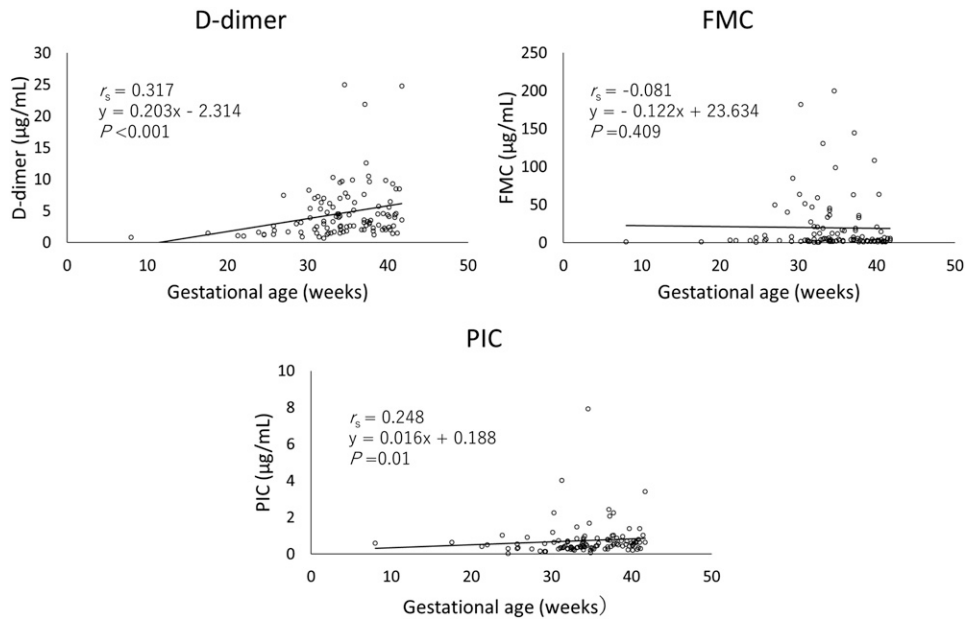 D-dimer
30
25
20
15
10
5
0
D-dimer (μg/mL)
rs = 0.317
y = 0.203x - 2.314
P <0.001
0 10 20 30 40 50
Gestational age (weeks)
FMC
250
200
150
100
50
0
FMC (μg/mL)
rs = -0.081
y = - 0.122x + 23.634
P =0.409
0 10 20 30 40 50
Gestational age (weeks)
PIC
10
8
6
4
2
0
PIC (μg/mL)
rs = 0.248
y = 0.016x + 0.188
P =0.01
0 10 20 30 40 50
Gestational age (weeks）